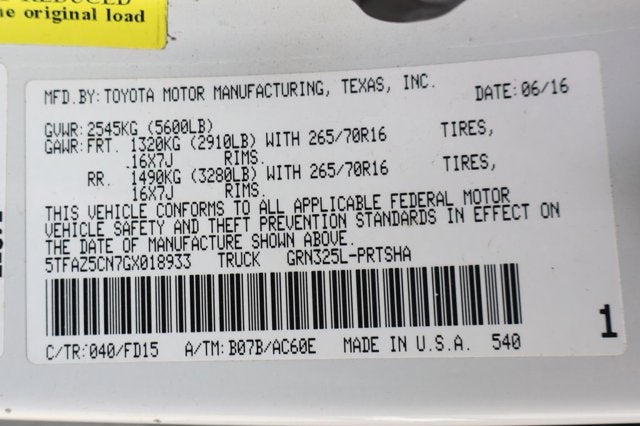 REDUCED
e original load
MFD.BY: TOYOTA MOTOR MANUFACTURING, TEXAS, INC.
DATE: 06/16
GVWR: 2545KG (5600LB)
GAWR: FRT. 1320KG (2910LB) WITH 265/70R16 TIRES,
16X7J RIMS.
RR. 1490KG (3280LB) WITH 265/70R16 TIRES,
16X7J RIMS.
THIS VEHICLE CONFORMS TO ALL APPLICABLE FEDERAL MOTOR
VEHICLE SAFETY AND THEFT PREVENTION STANDARDS IN EFFECT ON
THE DATE OF MANUFACTURE SHOWN ABOVE.
5TFAZ5CN7GX018933 TRUCK GRN325L-PRTSHA
1
C/TR: 040/FD15 A/TM: B07B/AC60E MADE IN U.S.A. 540